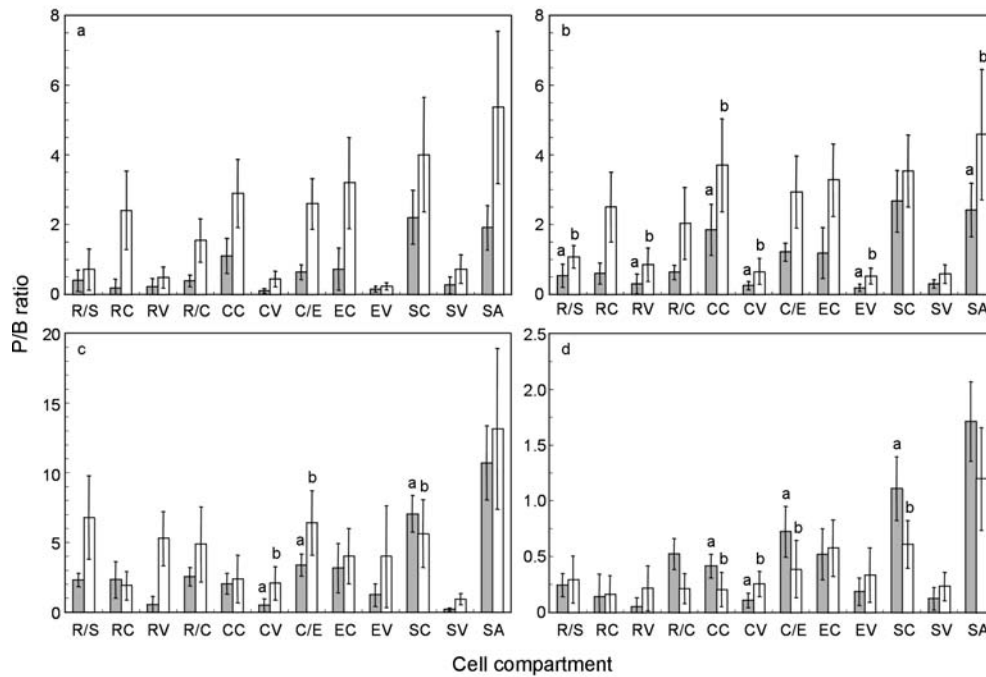 8
a
6
4
2
0
R/S RC RV R/C CC CV C/E EC EV SC SV SA
8
b
6
4
2
0
a b a b a b a b a b a b
R/S RC RV R/C CC CV C/E EC EV SC SV SA
P/B ratio
20
c
15
10
5
0
a b a b a b
R/S RC RV R/C CC CV C/E EC EV SC SV SA
2.5
d
2.0
1.5
1.0
0.5
0
a b a b a b a b
R/S RC RV R/C CC CV C/E EC EV SC SV SA
Cell compartment